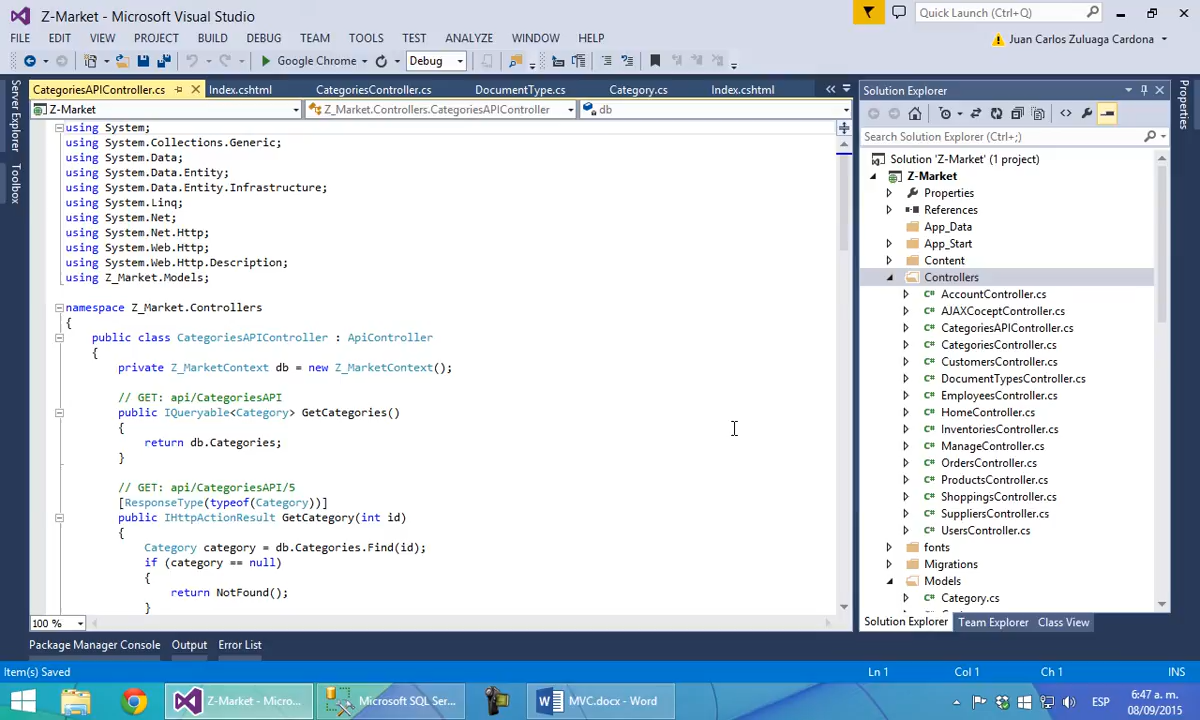 Z-Market - Microsoft Visual Studio
Quick Launch (Ctrl+Q)
FILE EDIT VIEW PROJECT BUILD DEBUG TEAM TOOLS TEST ANALYZE WINDOW HELP
Juan Carlos Zuluaga Cardona
Google Chrome Debug
Server Explorer
Toolbox
CategoriesAPIController.cs Index.cshtml CategoriesController.cs DocumentType.cs Category.cs Index.cshtml
Z-Market Z_Market.Controllers.CategoriesAPIController db
using System;
using System.Collections.Generic;
using System.Data;
using System.Data.Entity;
using System.Data.Entity.Infrastructure;
using System.Linq;
using System.Net;
using System.Net.Http;
using System.Web.Http;
using System.Web.Http.Description;
using Z_Market.Models;
namespace Z_Market.Controllers
{
public class CategoriesAPIController : ApiController
{
private Z_MarketContext db = new Z_MarketContext();
// GET: api/CategoriesAPI
public IQueryable<Category> GetCategories()
{
return db.Categories;
}
// GET: api/CategoriesAPI/5
[ResponseType(typeof(Category))]
public IHttpActionResult GetCategory(int id)
{
Category category = db.Categories.Find(id);
if (category == null)
{
return NotFound();
}
100 %
Solution Explorer
Search Solution Explorer (Ctrl+;)
Solution 'Z-Market' (1 project)
Z-Market
Properties
References
App_Data
App_Start
Content
Controllers
AccountController.cs
AJAXCoceptController.cs
CategoriesAPIController.cs
CategoriesController.cs
CustomersController.cs
DocumentTypesController.cs
EmployeesController.cs
HomeController.cs
InventoriesController.cs
ManageController.cs
OrdersController.cs
ProductsController.cs
ShoppingsController.cs
SuppliersController.cs
UsersController.cs
fonts
Migrations
Models
Category.cs
Solution Explorer Team Explorer Class View
Properties
Package Manager Console Output Error List
Item(s) Saved Ln 1 Col 1 Ch 1 INS
Z-Market - Micros... Microsoft SQL Ser... MVC.docx - Word ESP 6:47 a. m.
08/09/2015